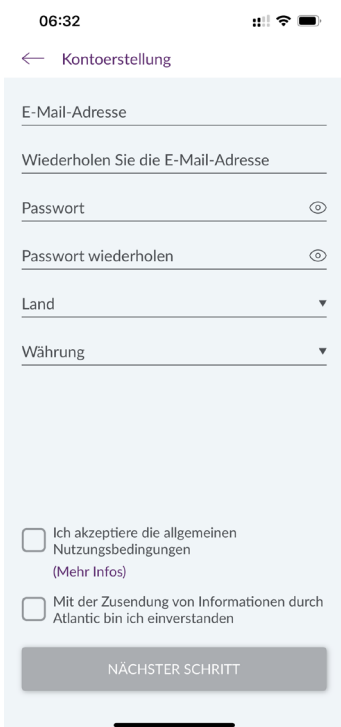 06:32
Kontoerstellung
E-Mail-Adresse
Wiederholen Sie die E-Mail-Adresse
Passwort
Passwort wiederholen
Land
Währung
Ich akzeptiere die allgemeinen
Nutzungsbedingungen
(Mehr Infos)
Mit der Zusendung von Informationen durch
Atlantic bin ich einverstanden
NÄCHSTER SCHRITT